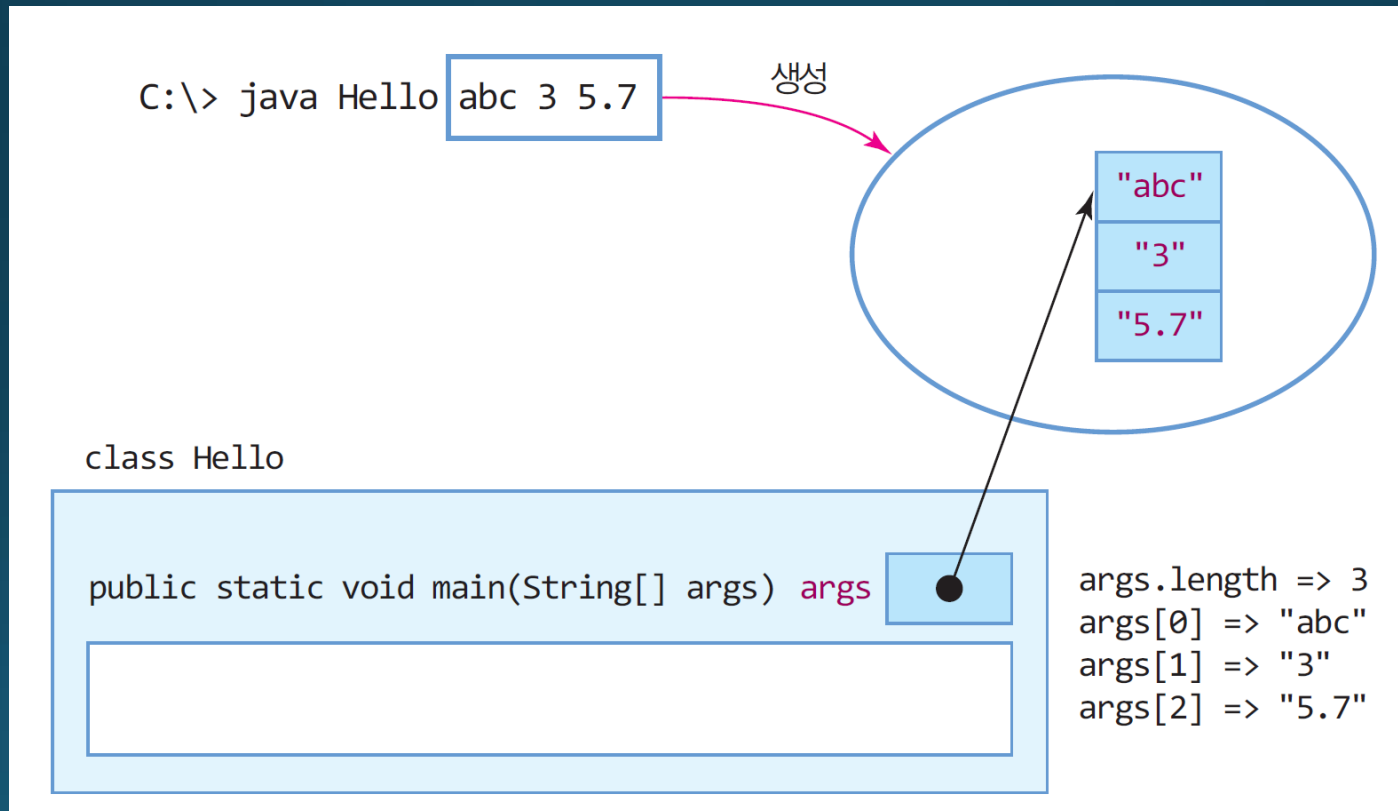 C:\> java Hello abc 3 5.7
생성
"abc"
"3"
"5.7"
class Hello
public static void main(String[] args) args
args.length => 3
args[0] => "abc"
args[1] => "3"
args[2] => "5.7"